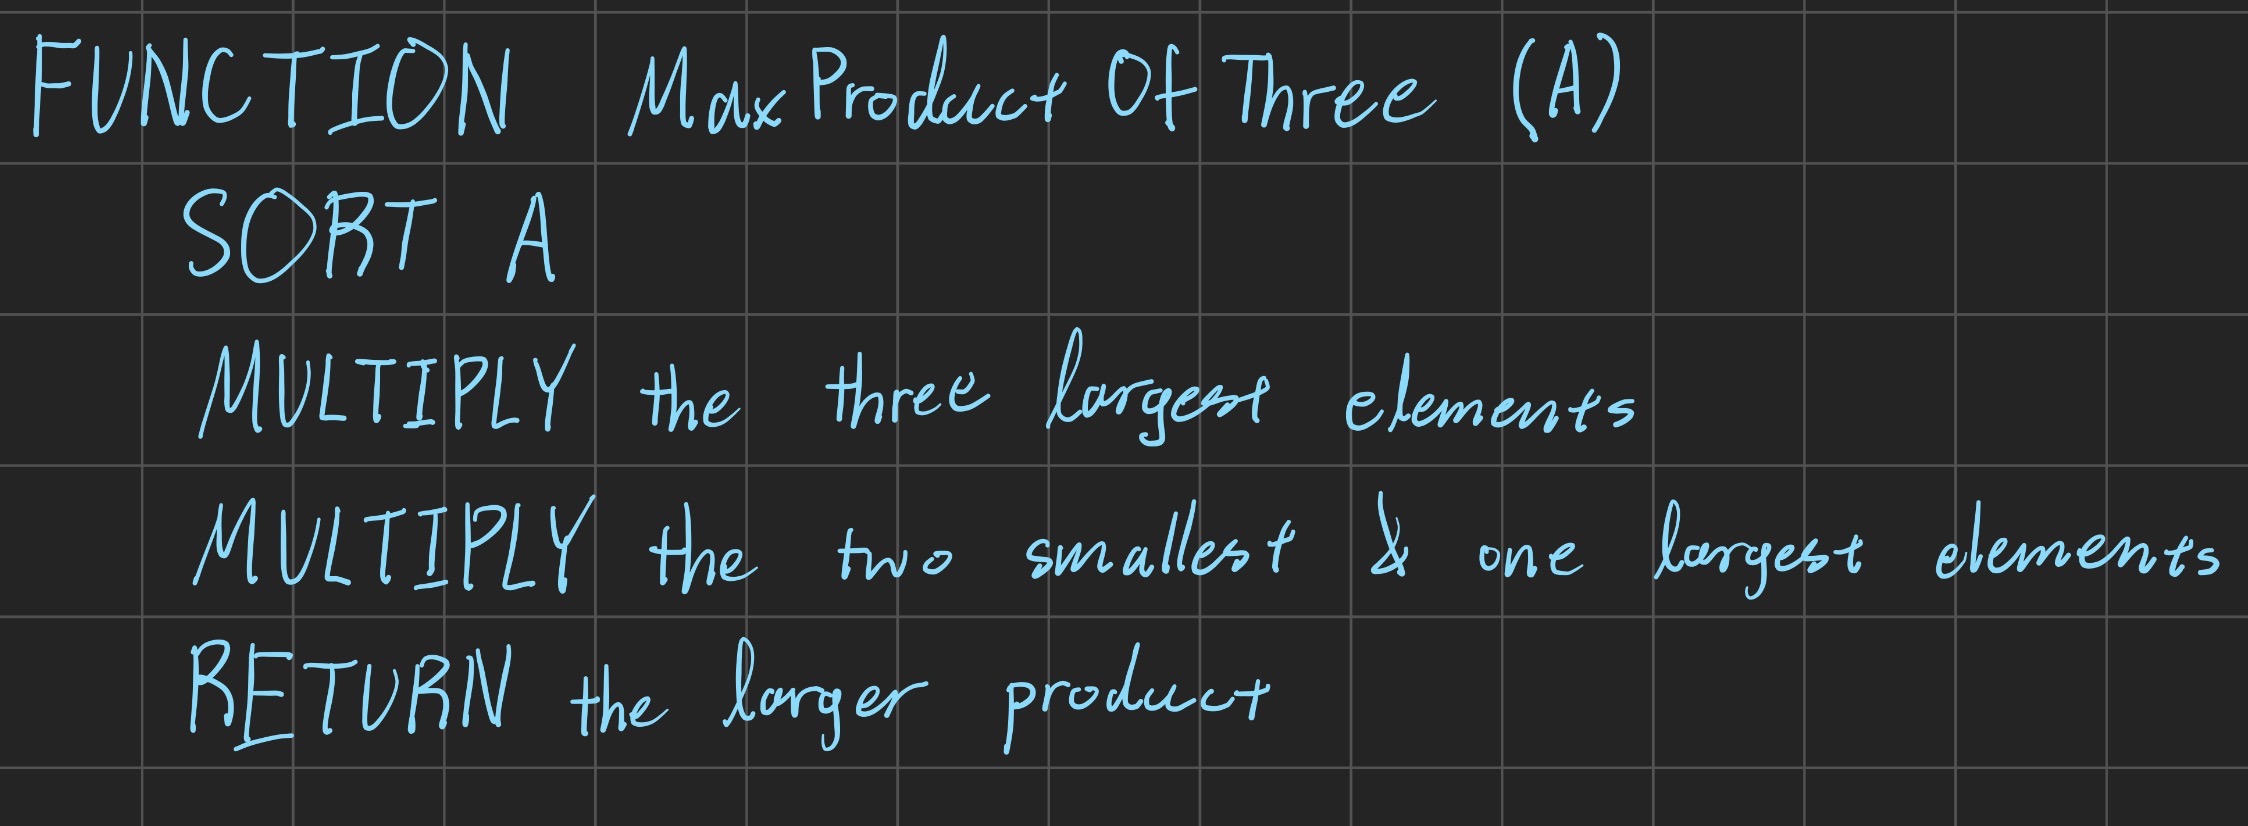 FUNCTION MaxProductOfThree (A)
SORT A
MULTIPLY the three largest elements
MULTIPLY the two smallest & one largest elements
RETURN the larger product